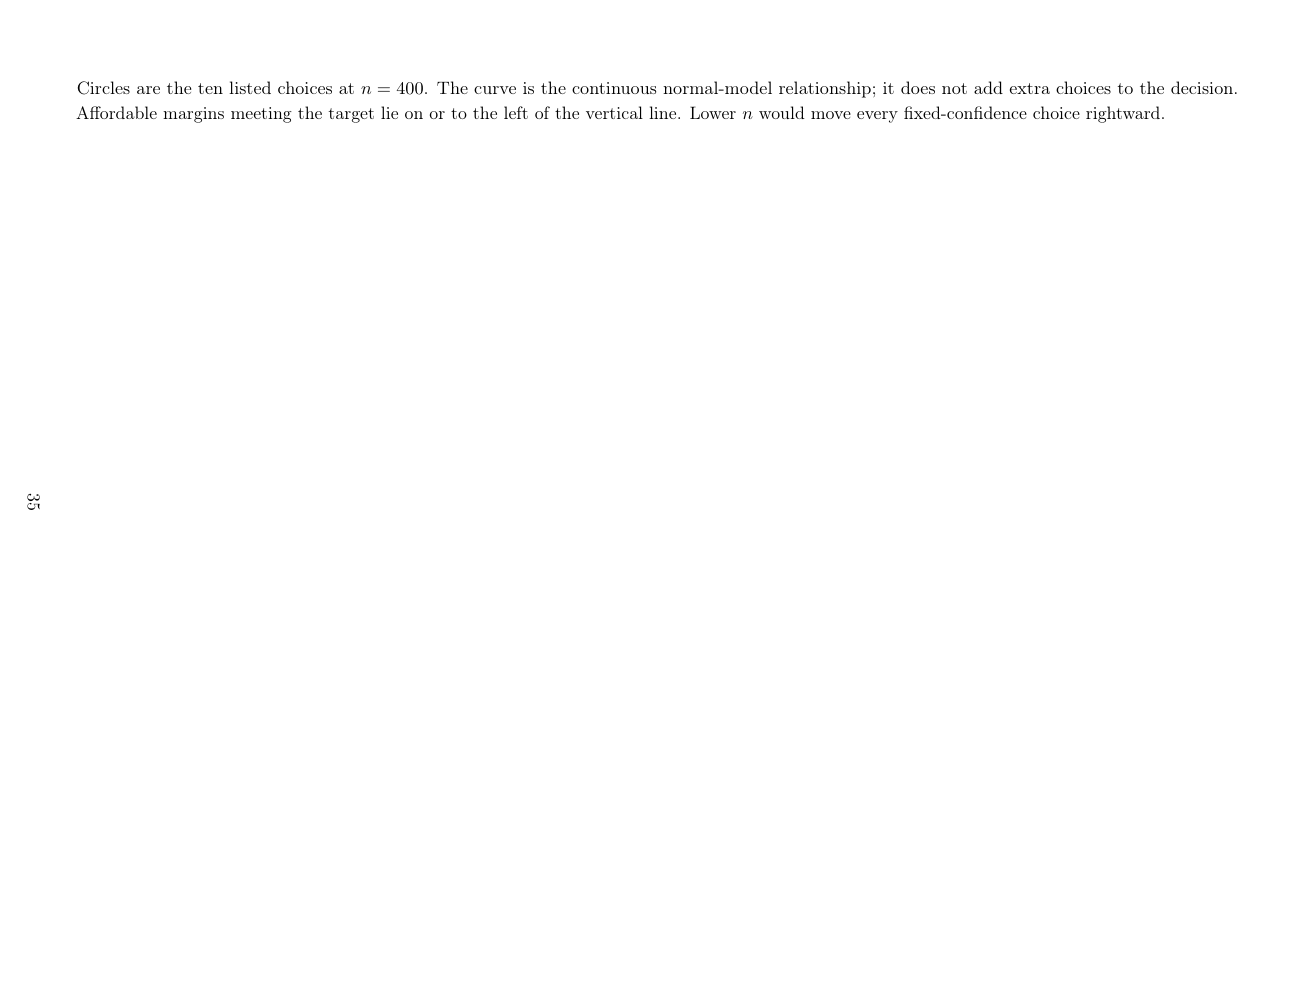 Circles are the ten listed choices at n = 400. The curve is the continuous normal-model relationship; it does not add extra choices to the decision.
Affordable margins meeting the target lie on or to the left of the vertical line. Lower n would move every fixed-confidence choice rightward.
35